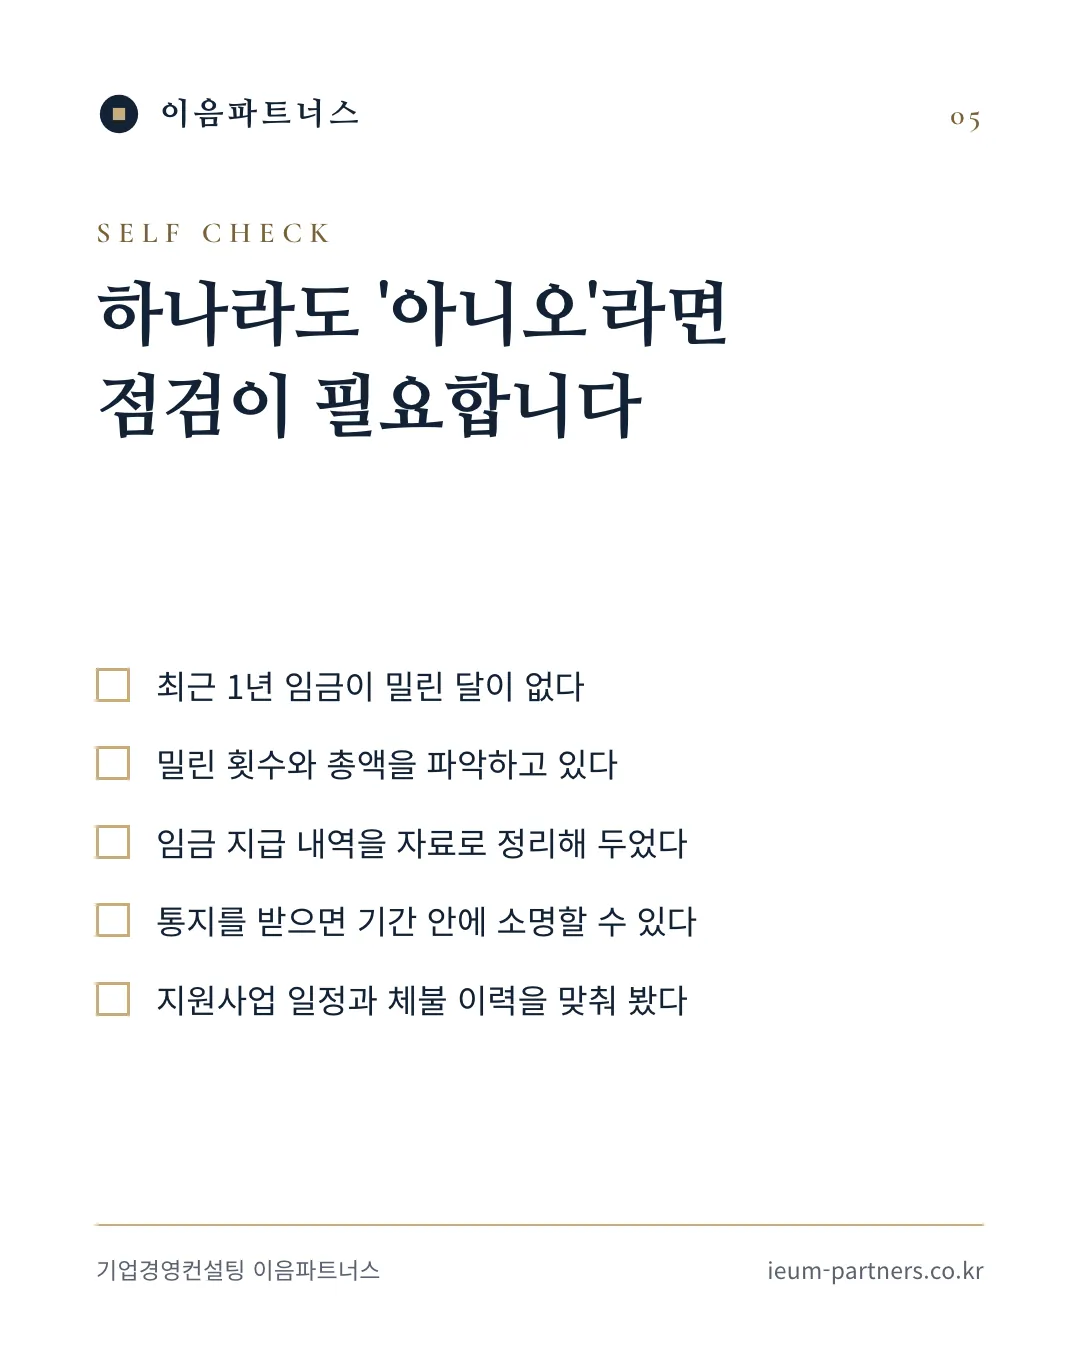 이음파트너스
05
SELF CHECK
하나라도 '아니오'라면
점검이 필요합니다
최근 1년 임금이 밀린 달이 없다
밀린 횟수와 총액을 파악하고 있다
임금 지급 내역을 자료로 정리해 두었다
통지를 받으면 기간 안에 소명할 수 있다
지원사업 일정과 체불 이력을 맞춰 봤다
기업경영컨설팅 이음파트너스
ieum-partners.co.kr